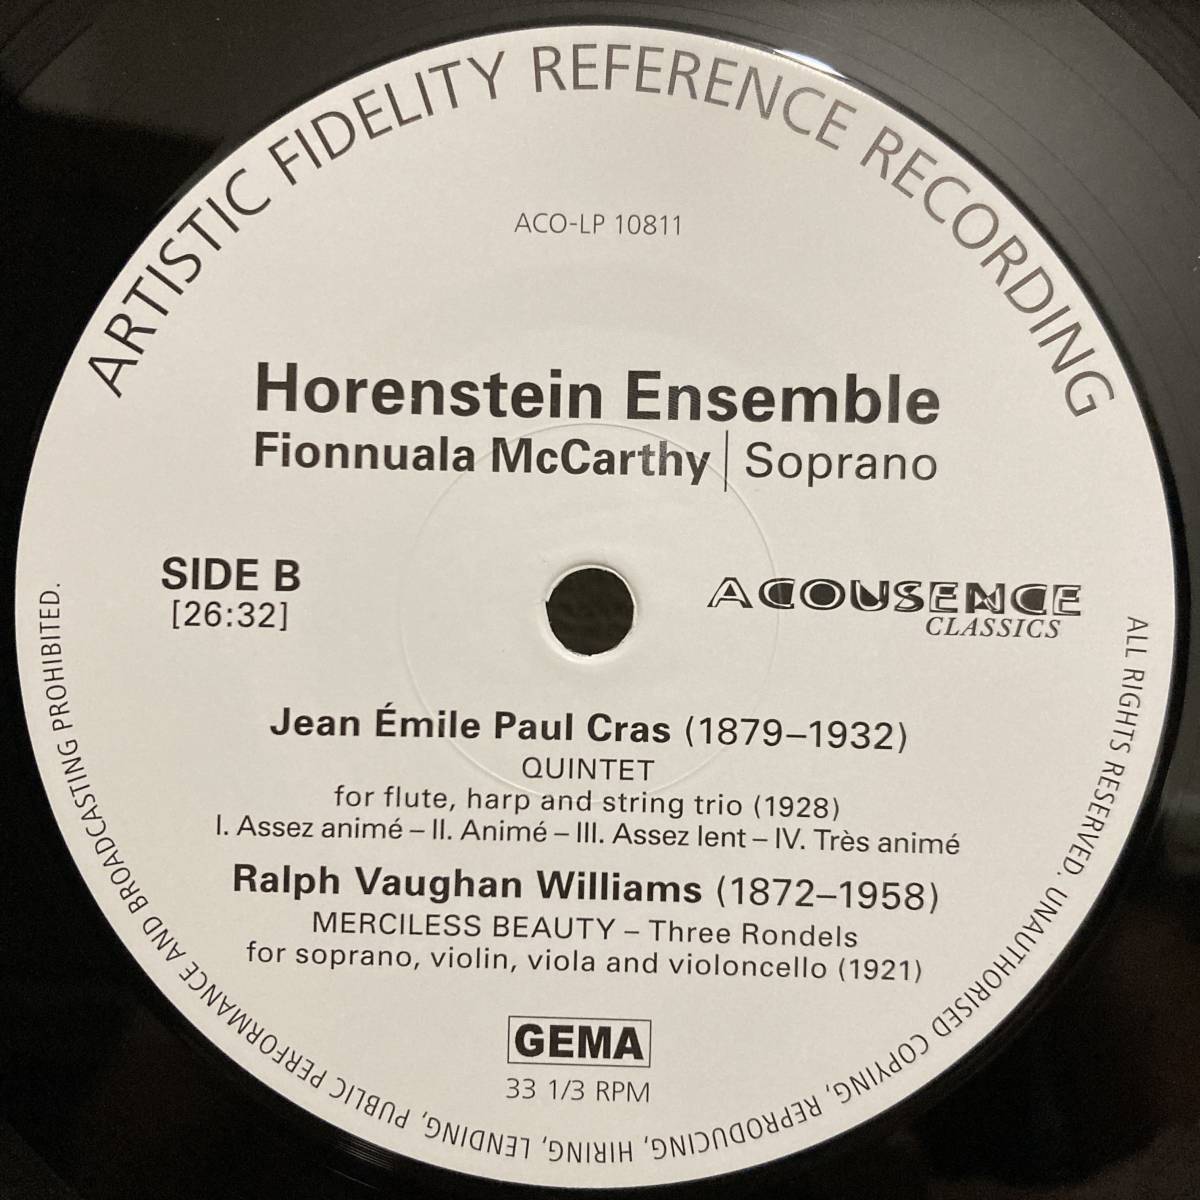 ARTISTIC FIDELITY REFERENCE RECORDING
ACO-LP 10811
Horenstein Ensemble
Fionnuala McCarthy | Soprano
SIDE B
[26:32]
ACOUSENCE
CLASSICS
Jean Émile Paul Cras (1879–1932)
QUINTET
for flute, harp and string trio (1928)
I. Assez animé – II. Animé – III. Assez lent – IV. Très animé
Ralph Vaughan Williams (1872–1958)
MERCILESS BEAUTY – Three Rondels
for soprano, violin, viola and violoncello (1921)
GEMA
33 1/3 RPM
ALL RIGHTS RESERVED. UNAUTHORISED COPYING, REPRODUCING, HIRING, LENDING, PUBLIC PERFORMANCE AND BROADCASTING PROHIBITED.